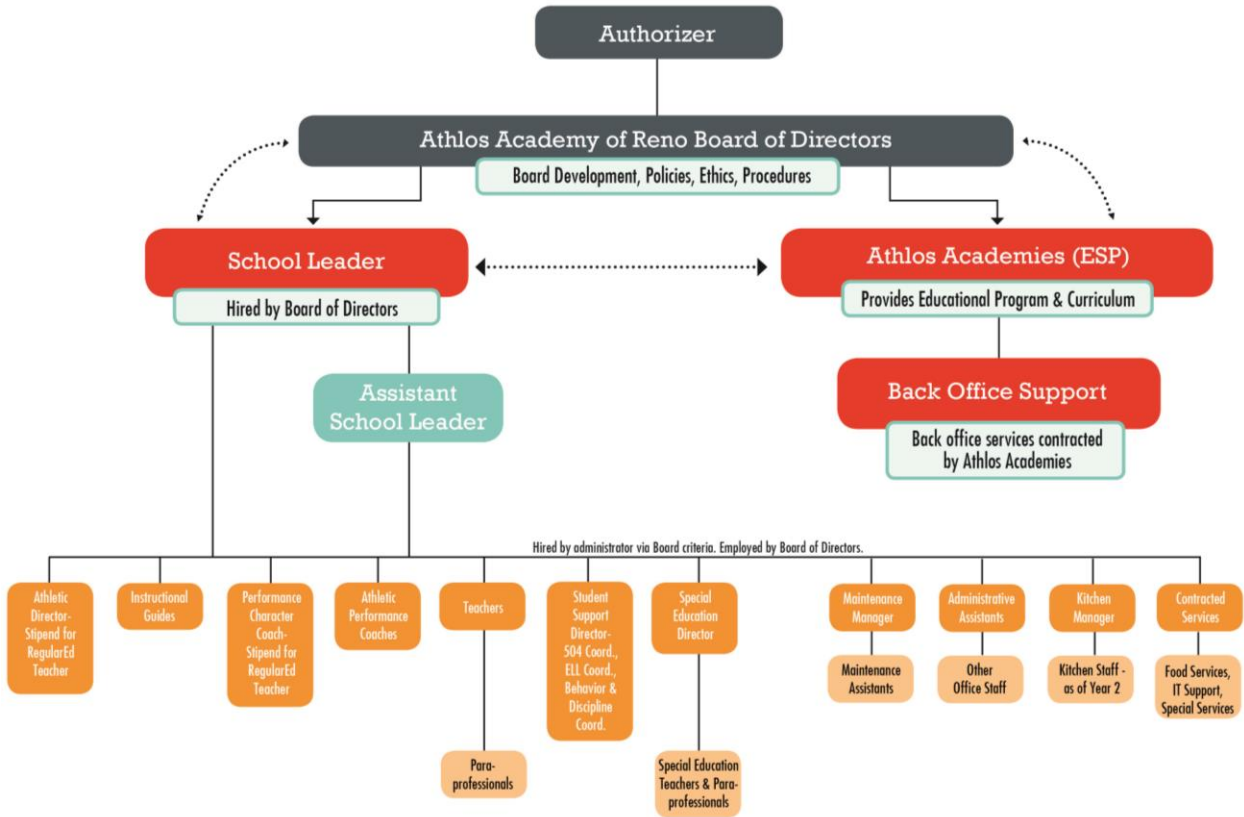 Authorizer
Athlos Academy of Reno Board of Directors
Board Development, Policies, Ethics, Procedures
School Leader
Hired by Board of Directors
Athlos Academies (ESP)
Provides Educational Program & Curriculum
Assistant
School Leader
Back Office Support
Back office services contracted
by Athlos Academies
Hired by administrator via Board criteria. Employed by Board of Directors.
Athletic
Director-
Stipend for
RegularEd
Teacher
Instructional
Guides
Performance
Character
Coach-
Stipend for
RegularEd
Teacher
Athletic
Performance
Coaches
Teachers
Para-
professionals
Student
Support
Director-
504 Coord.,
ELL Coord.,
Behavior &
Discipline
Coord.
Special
Education
Director
Special Education
Teachers & Para-
professionals
Maintenance
Manager
Maintenance
Assistants
Administrative
Assistants
Other
Office Staff
Kitchen
Manager
Kitchen Staff -
as of Year 2
Contracted
Services
Food Services,
IT Support,
Special Services